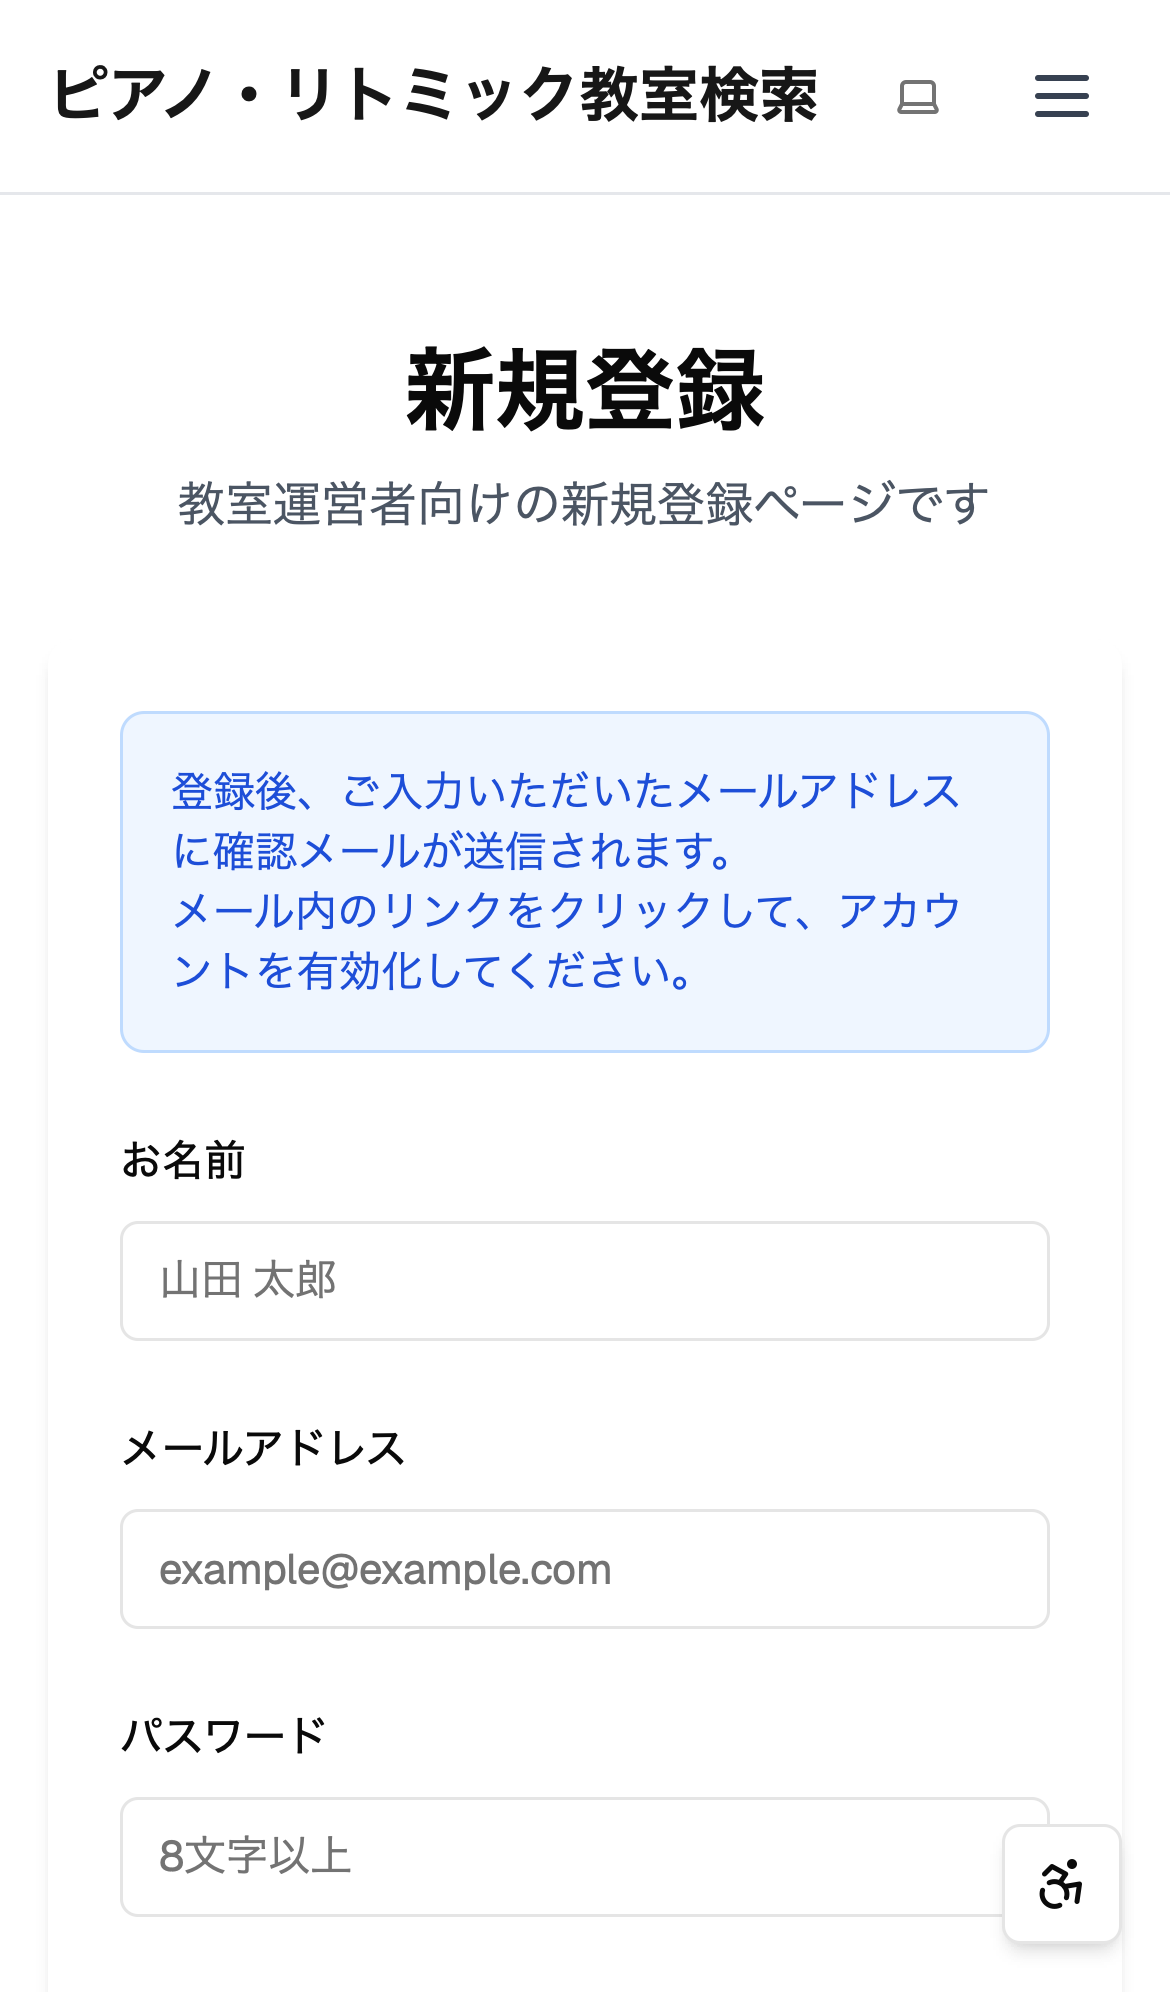 ピアノ・リトミック教室検索
新規登録
教室運営者向けの新規登録ページです
登録後、ご入力いただいたメールアドレス
に確認メールが送信されます。
メール内のリンクをクリックして、アカウ
ントを有効化してください。
お名前
山田 太郎
メールアドレス
example@example.com
パスワード
8文字以上